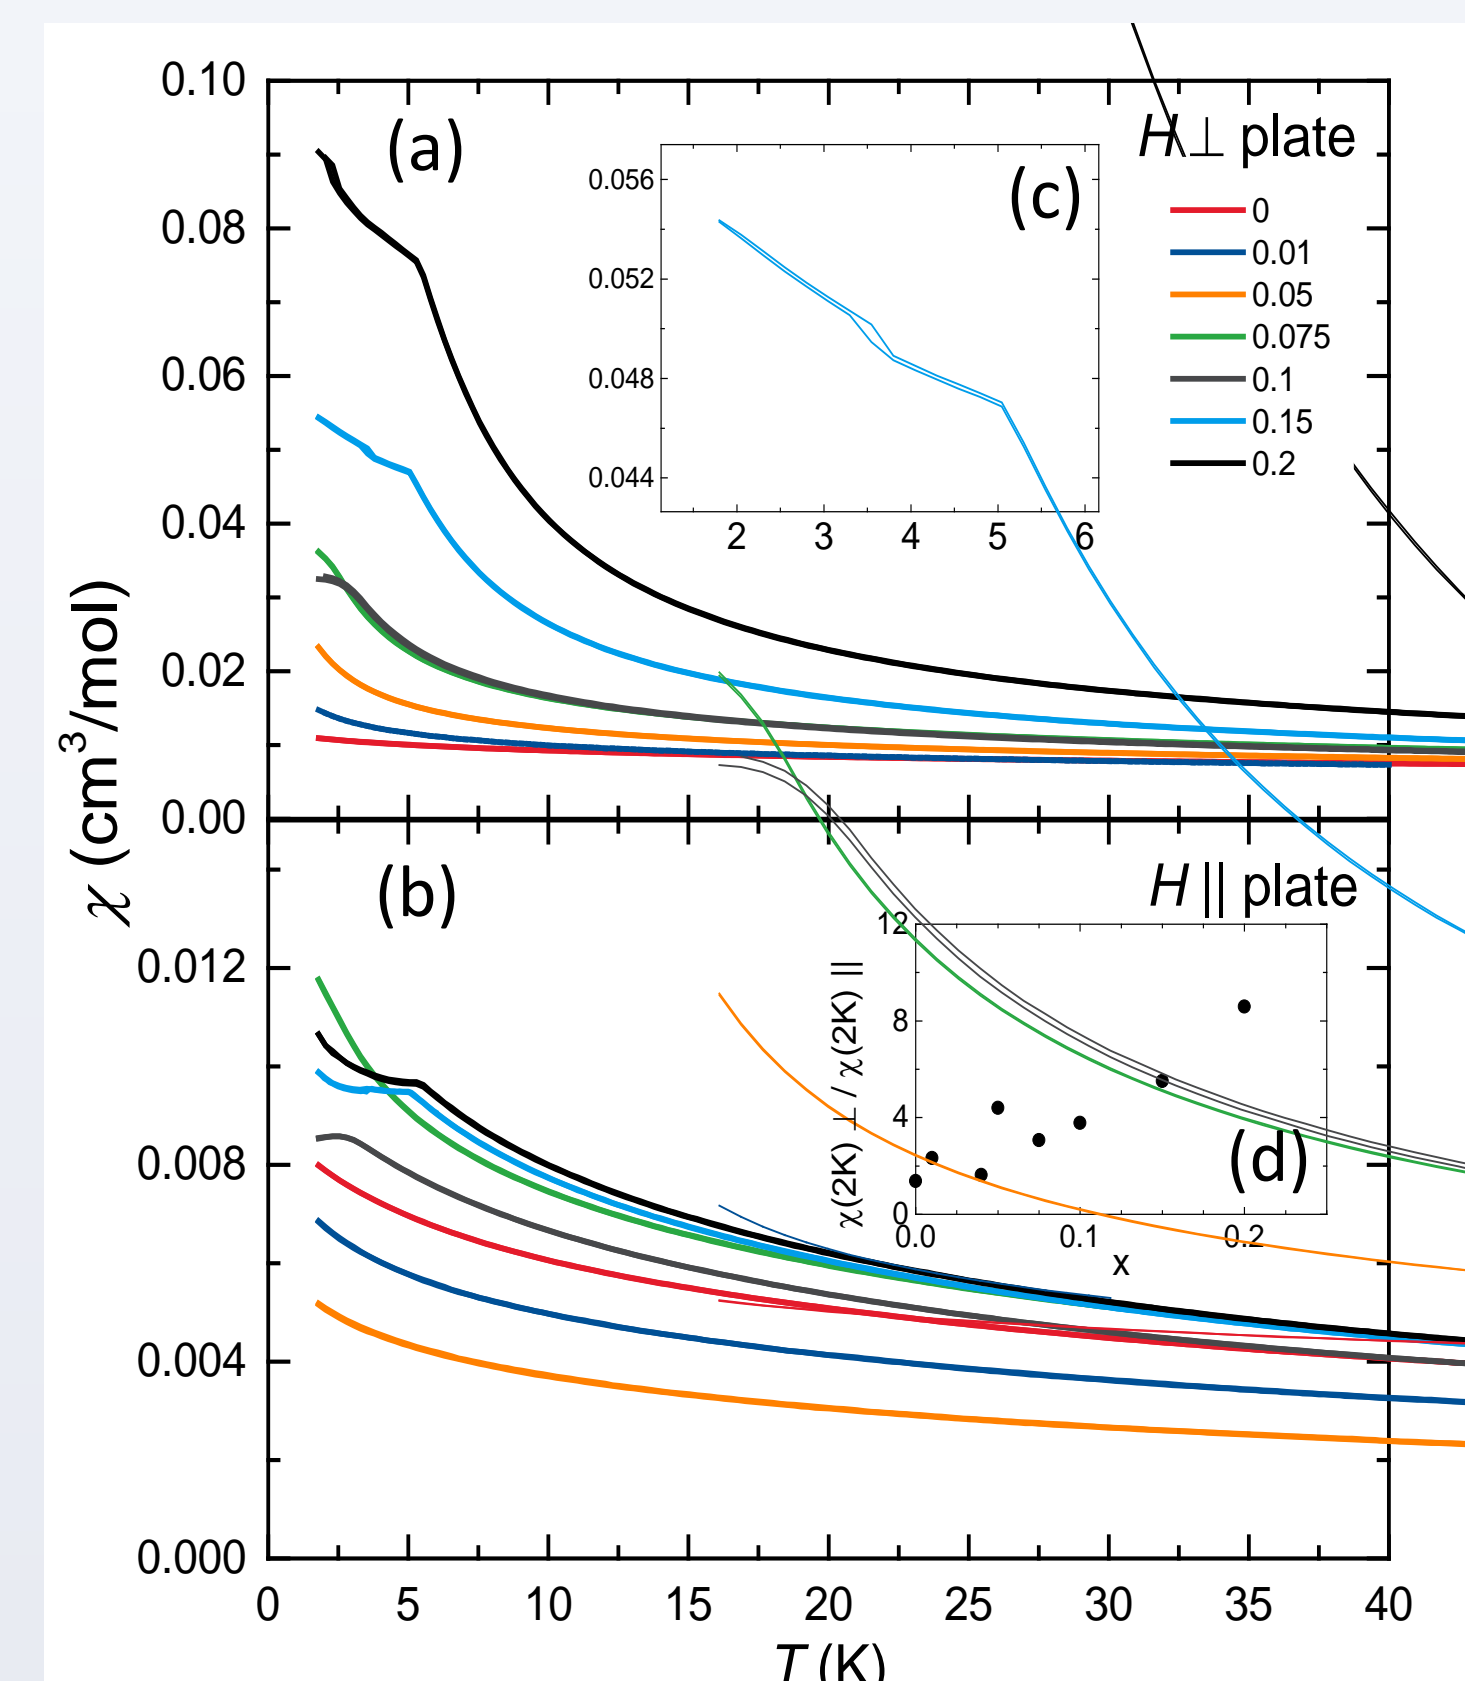 0.10
0.08
0.06
0.04
0.02
0.00
(a)
H⊥ plate
0
0.01
0.05
0.075
0.1
0.15
0.2
(c)
0.056
0.052
0.048
0.044
2 3 4 5 6
χ (cm³/mol)
(b)
H || plate
0.012
0.008
0.004
0.000
χ(2K) ⊥ / χ(2K) ||
12
8
4
0
(d)
0.0 0.1 0.2
x
0 5 10 15 20 25 30 35 40
T (K)